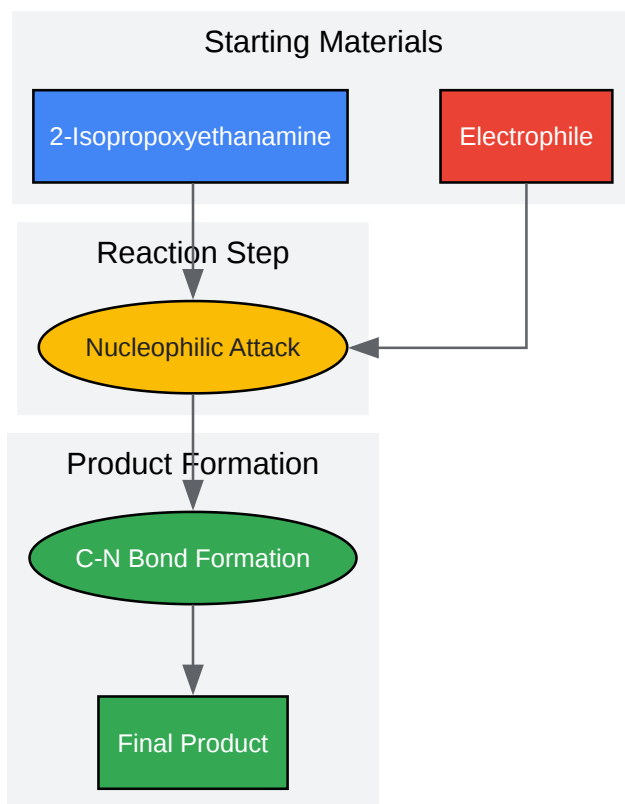 Starting Materials
2-Isopropoxyethanamine
Electrophile
Reaction Step
Nucleophilic Attack
Product Formation
C-N Bond Formation
Final Product